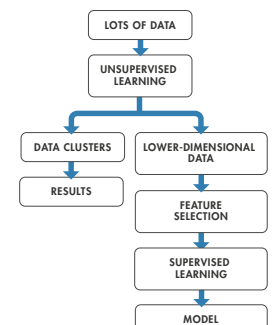 LOTS OF DATA
UNSUPERVISED
LEARNING
DATA CLUSTERS
LOWER-DIMENSIONAL
DATA
RESULTS
FEATURE
SELECTION
SUPERVISED
LEARNING
MODEL